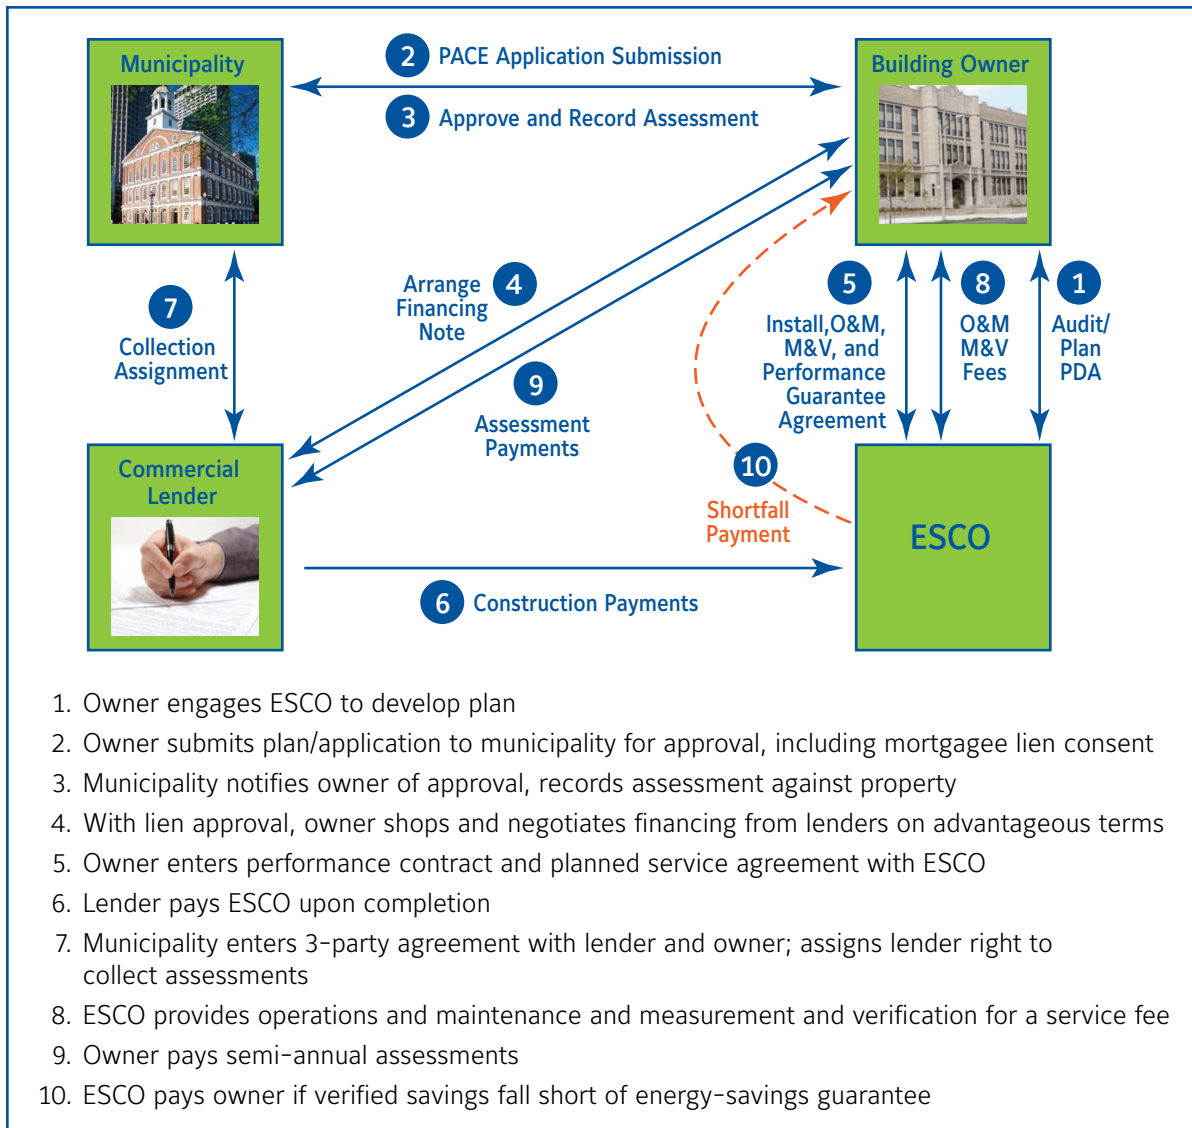 Municipality
2 PACE Application Submission
Building Owner
3 Approve and Record Assessment
7
Collection
Assignment
Arrange
Financing
Note
4
9
Assessment
Payments
5
Install,O&M,
M&V, and
Performance
Guarantee
Agreement
8
O&M
M&V
Fees
1
Audit/
Plan
PDA
Commercial
Lender
10
Shortfall
Payment
ESCO
6 Construction Payments
1. Owner engages ESCO to develop plan
2. Owner submits plan/application to municipality for approval, including mortgagee lien consent
3. Municipality notifies owner of approval, records assessment against property
4. With lien approval, owner shops and negotiates financing from lenders on advantageous terms
5. Owner enters performance contract and planned service agreement with ESCO
6. Lender pays ESCO upon completion
7. Municipality enters 3-party agreement with lender and owner; assigns lender right to
collect assessments
8. ESCO provides operations and maintenance and measurement and verification for a service fee
9. Owner pays semi-annual assessments
10. ESCO pays owner if verified savings fall short of energy-savings guarantee